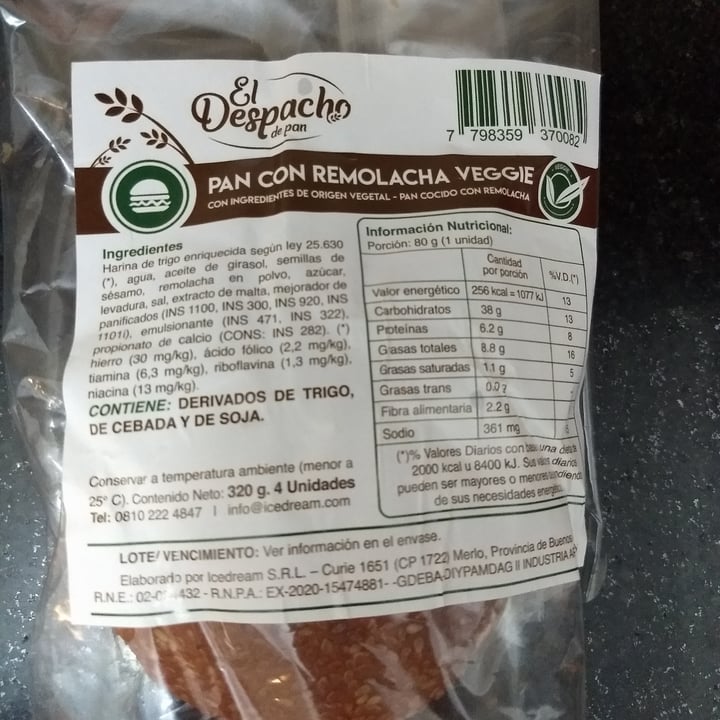 El
Despacho
de pan
7 798359 370082
PAN CON REMOLACHA VEGGIE
CON INGREDIENTES DE ORIGEN VEGETAL - PAN COCIDO CON REMOLACHA
Ingredientes
Harina de trigo enriquecida según ley 25.630
(*), agua, aceite de girasol, semillas de
sésamo, remolacha en polvo, azúcar,
levadura, sal, extracto de malta, mejorador de
panificados (INS 1100, INS 300, INS 920, INS
1101i), emulsionante (INS 471, INS 322),
propionato de calcio (CONS: INS 282). (*)
hierro (30 mg/kg), ácido fólico (2,2 mg/kg),
tiamina (6,3 mg/kg), riboflavina (1,3 mg/kg),
niacina (13 mg/kg).
CONTIENE: DERIVADOS DE TRIGO,
DE CEBADA Y DE SOJA.
Conservar a temperatura ambiente (menor a
25° C). Contenido Neto: 320 g. 4 Unidades
Tel: 0810 222 4847 | info@icedream.com
Información Nutricional:
Porción: 80 g (1 unidad)
Cantidad
por porción
%V.D.(*)
Valor energético 256 kcal = 1077 kJ 13
Carbohidratos 38 g 13
Proteínas 6.2 g 8
Grasas totales 8.8 g 16
Grasas saturadas 1.1 g 5
Grasas trans -
Fibra alimentaria 2.2 g
Sodio 361 mg
(*)% Valores Diarios con una
2000 kcal u 8400 kJ. Sus diarios
pueden ser mayores o menores
de sus necesidades
LOTE/ VENCIMIENTO: Ver información en el envase.
Elaborado por Icedream S.R.L. – Curie 1651 (CP 1722) Merlo, Provincia de Buenos
R.N.E.: - R.N.P.A.: EX-2020-15474881- -GDEBA-DIYPAMDAG II INDUSTRIA